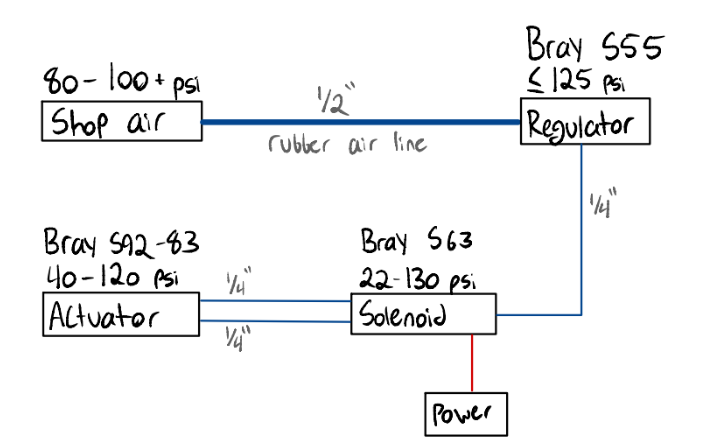 Bray S55
≤ 125 psi
Regulator
80-100+ psi
Shop air
1/2"
rubber air line
1/4"
Bray S92-83
40-120 psi
Actuator
1/4"
1/4"
Bray S63
22-130 psi
Solenoid
Power